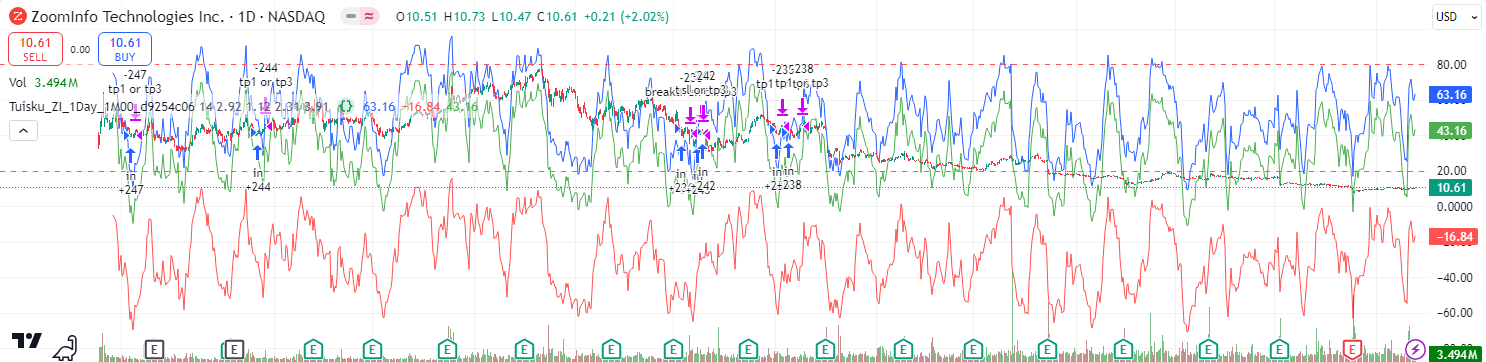 ZoomInfo Technologies Inc. · 1D · NASDAQ O10.51 H10.73 L10.47 C10.61 +0.21 (+2.02%)
USD
10.61 SELL
0.00
10.61 BUY
Vol 3.494M
Tuisku_ZI_1Day_1M00_d9254c06 14 2.92 1.12 2.31 3.91 63.16 −16.84 43.16
-247
tp1 or tp3
-244
tp1 or tp3
in
+247
in
+244
in
in
+242
in
in
+238
80.00
63.16
43.16
20.00
10.61
0.0000
−16.84
−40.00
−60.00
3.494M
E E E E E E E E E E E E E E E E E